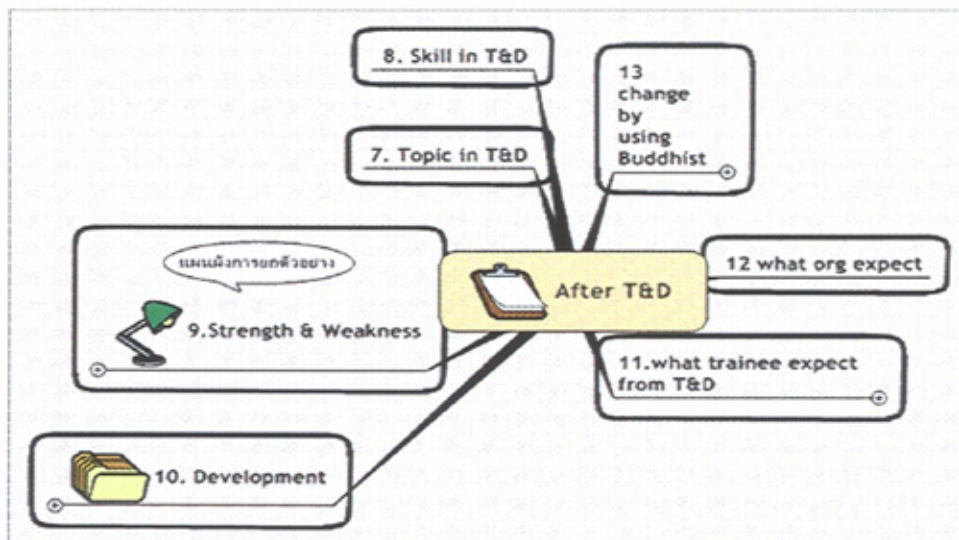 8. Skill in T&D
13
change
by
using
Buddhist
7. Topic in T&D
แผนผังการยกตัวอย่าง
12 what org expect
After T&D
9.Strength & Weakness
11.what trainee expect
from T&D
10. Development